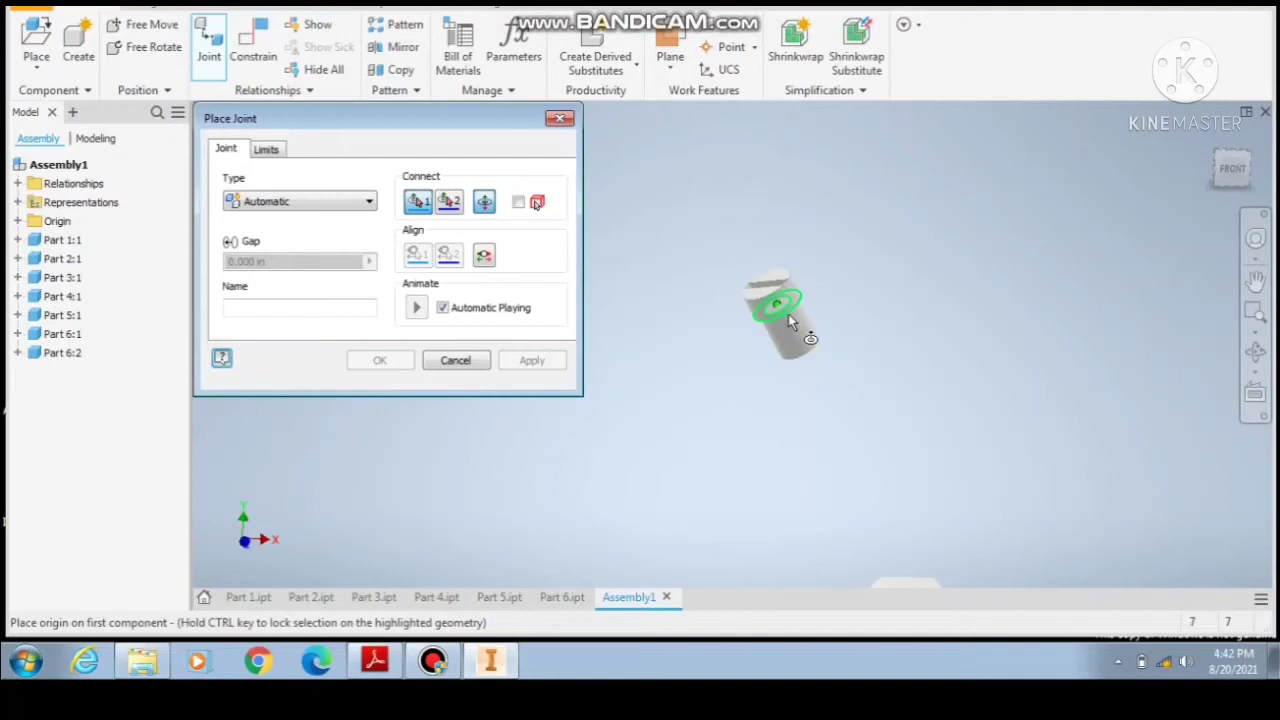 www.BANDICAM.com
K
KINEMASTER
Place
Create
Free Move
Free Rotate
Joint
Constrain
Show
Show Sick
Hide All
Pattern
Mirror
Copy
Bill of
Materials
fx
Parameters
Create Derived
Substitutes
Plane
Point
UCS
Shrinkwrap
Shrinkwrap
Substitute
Component
Position
Relationships
Pattern
Manage
Productivity
Work Features
Simplification
Model
Assembly
Modeling
Assembly1
Relationships
Representations
Origin
Part 1:1
Part 2:1
Part 3:1
Part 4:1
Part 5:1
Part 6:1
Part 6:2
Place Joint
Joint
Limits
Type
Automatic
Gap
0.000 in
Name
Connect
1
2
Align
1
2
Animate
Automatic Playing
OK
Cancel
Apply
FRONT
Y
X
Part 1.ipt
Part 2.ipt
Part 3.ipt
Part 4.ipt
Part 5.ipt
Part 6.ipt
Assembly1
Place origin on first component - (Hold CTRL key to lock selection on the highlighted geometry)
7
7
4:42 PM
8/20/2021